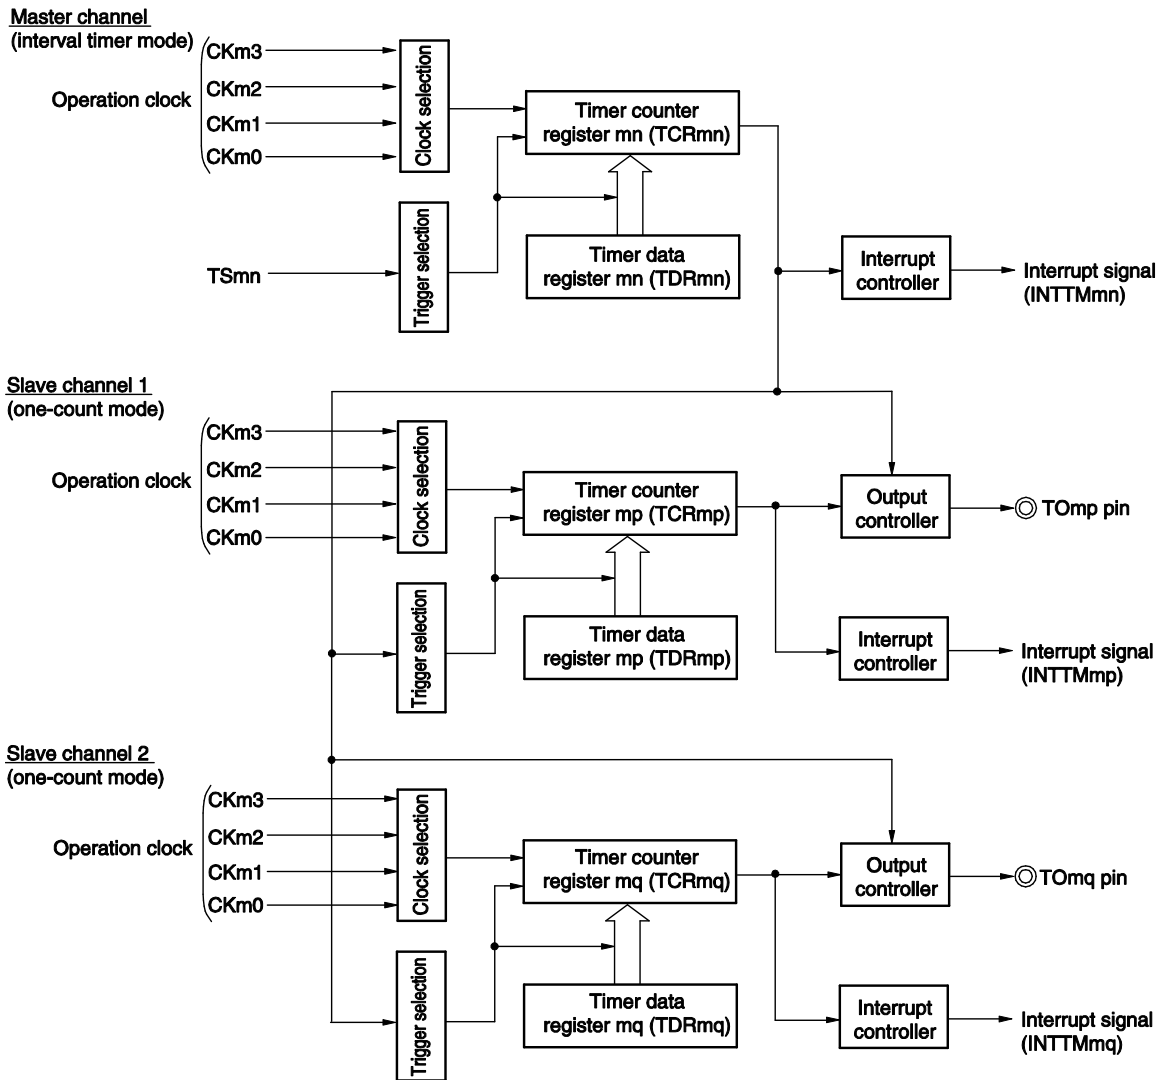 Master channel
(interval timer mode)
Operation clock
CKm3
CKm2
CKm1
CKm0
Clock selection
Timer counter
register mn (TCRmn)
TSmn
Trigger selection
Timer data
register mn (TDRmn)
Interrupt
controller
Interrupt signal
(INTTMmn)
Slave channel 1
(one-count mode)
Operation clock
CKm3
CKm2
CKm1
CKm0
Clock selection
Timer counter
register mp (TCRmp)
Output
controller
TOmp pin
Trigger selection
Timer data
register mp (TDRmp)
Interrupt
controller
Interrupt signal
(INTTMmp)
Slave channel 2
(one-count mode)
Operation clock
CKm3
CKm2
CKm1
CKm0
Clock selection
Timer counter
register mq (TCRmq)
Output
controller
TOmq pin
Trigger selection
Timer data
register mq (TDRmq)
Interrupt
controller
Interrupt signal
(INTTMmq)